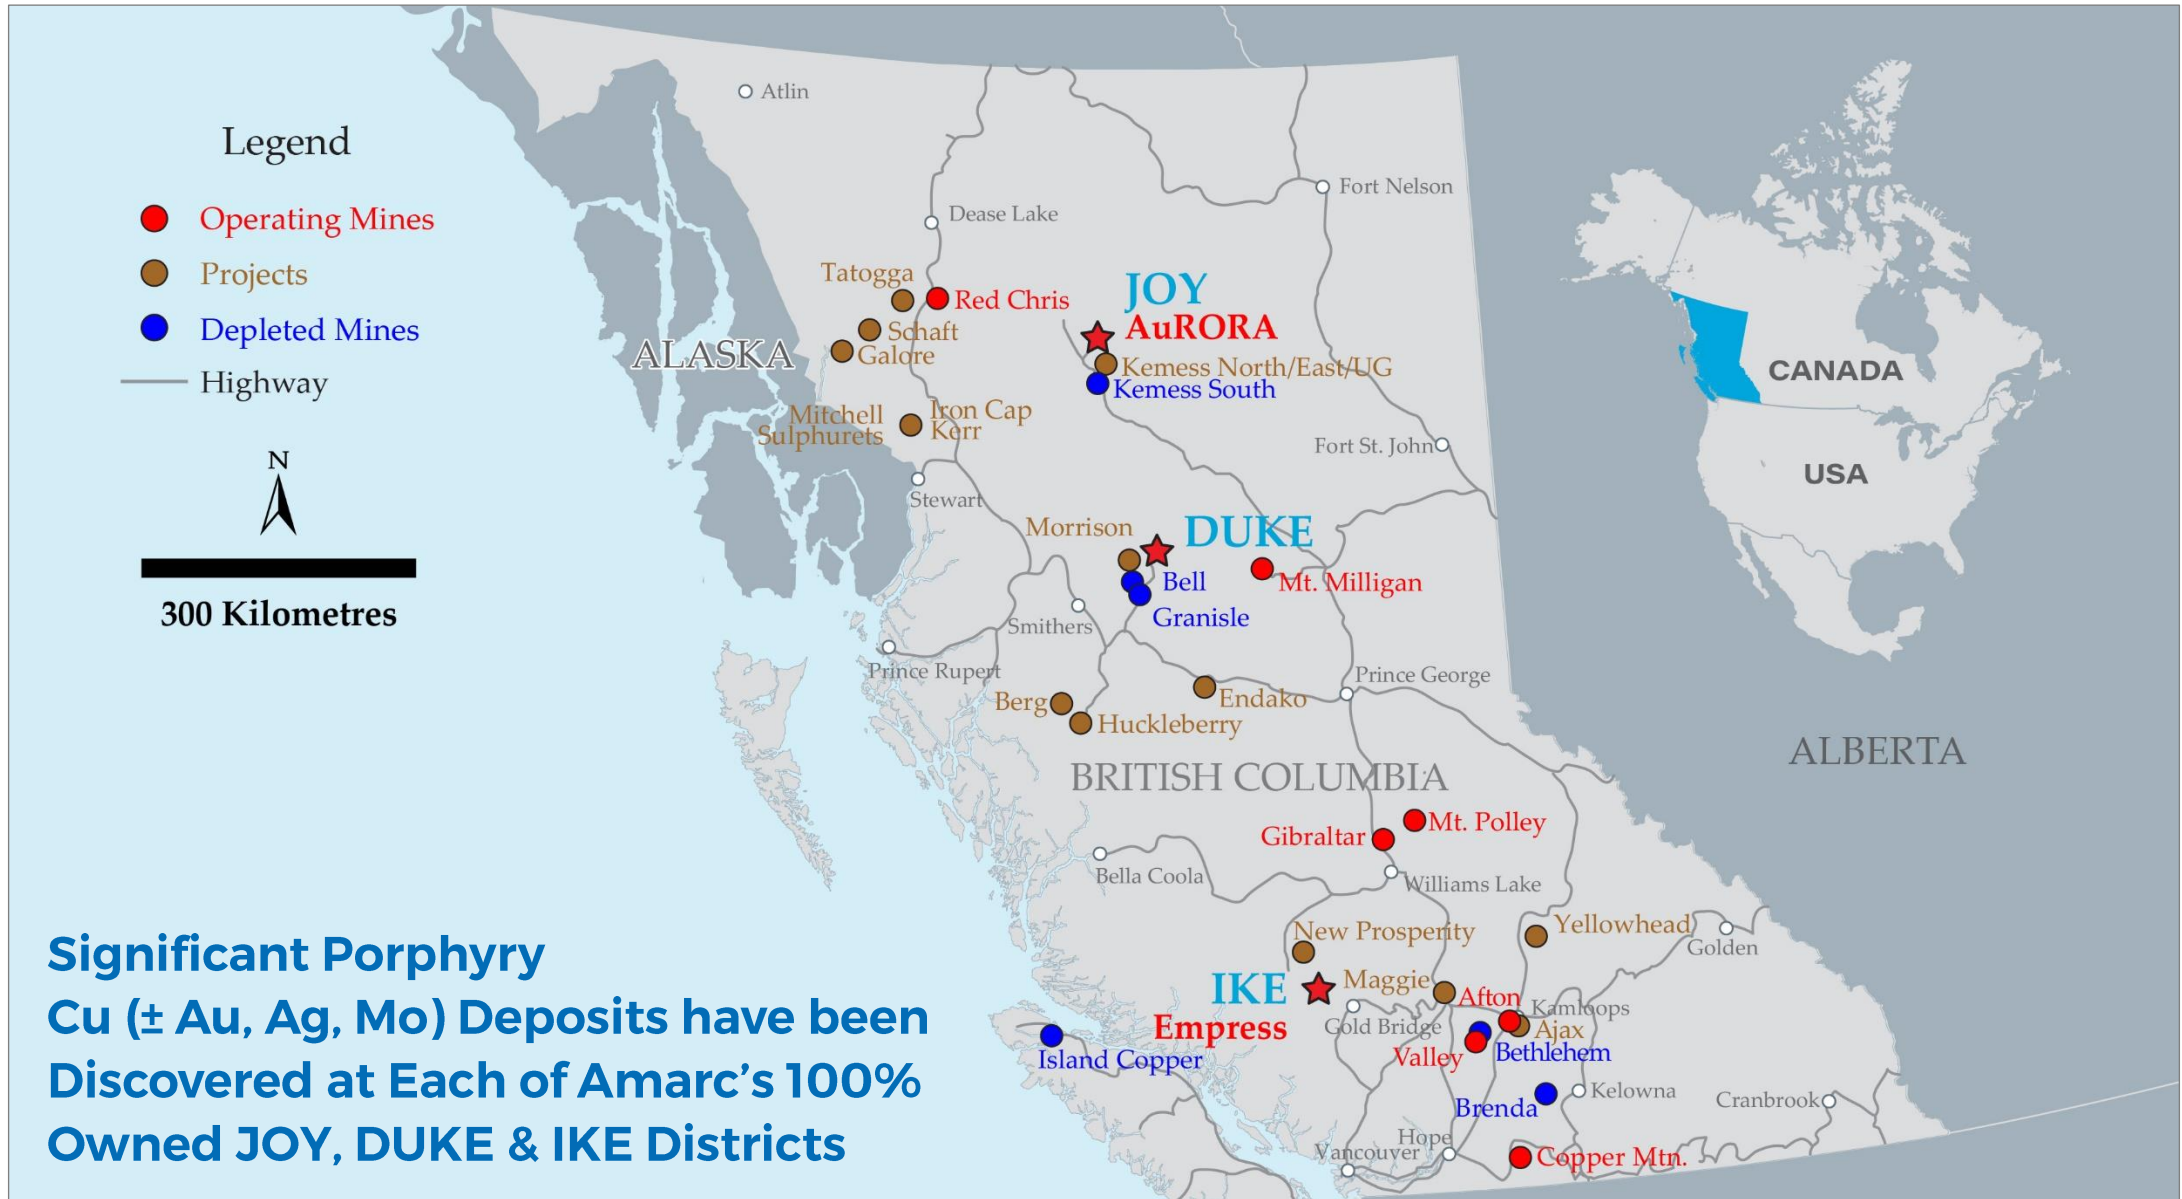 Legend
Operating Mines
Projects
Depleted Mines
Highway
N
300 Kilometres
Atlin
Fort Nelson
Dease Lake
Tatogga
Red Chris
Schaft
Galore
ALASKA
JOY
AuRORA
Kemess North/East/UG
Kemess South
Mitchell
Sulphurets
Iron Cap
Kerr
Fort St. John
Stewart
Morrison
DUKE
Bell
Mt. Milligan
Granisle
Smithers
Prince Rupert
Prince George
Berg
Endako
Huckleberry
BRITISH COLUMBIA
ALBERTA
CANADA
USA
Mt. Polley
Gibraltar
Bella Coola
Williams Lake
New Prosperity
Yellowhead
Golden
IKE
Empress
Maggie
Afton
Kamloops
Gold Bridge
Ajax
Valley
Bethlehem
Island Copper
Brenda
Kelowna
Cranbrook
Hope
Vancouver
Copper Mtn.
Significant Porphyry
Cu (± Au, Ag, Mo) Deposits have been
Discovered at Each of Amarc’s 100%
Owned JOY, DUKE & IKE Districts